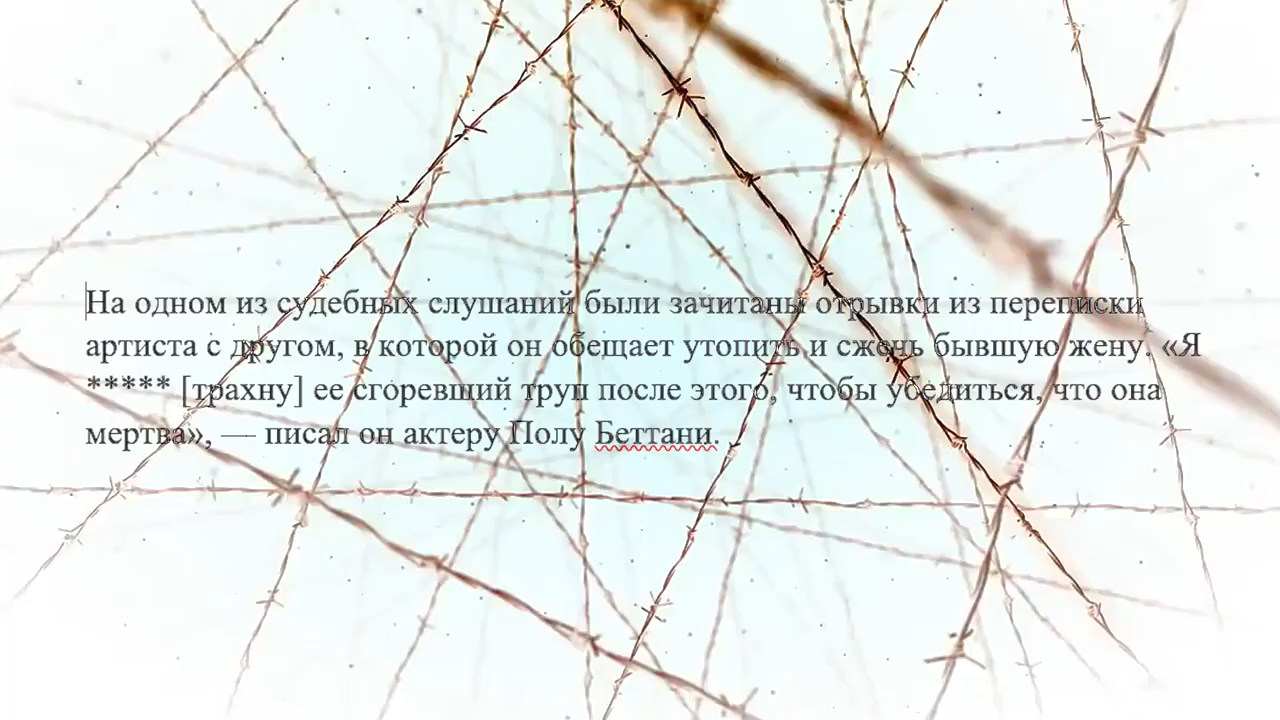 На одном из судебных слушаний были зачитаны отрывки из переписки
артиста с другом, в которой он обещает утопить и сжечь бывшую жену. «Я
***** [трахну] ее сгоревший труп после этого, чтобы убедиться, что она
мертва», — писал он актеру Полу Беттани.